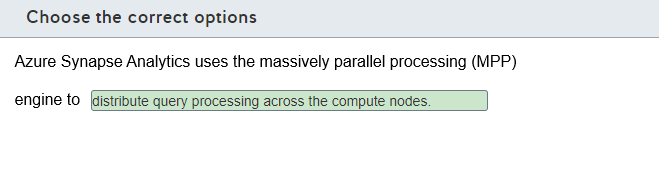 Choose the correct options
Azure Synapse Analytics uses the massively parallel processing (MPP)
engine to distribute query processing across the compute nodes.